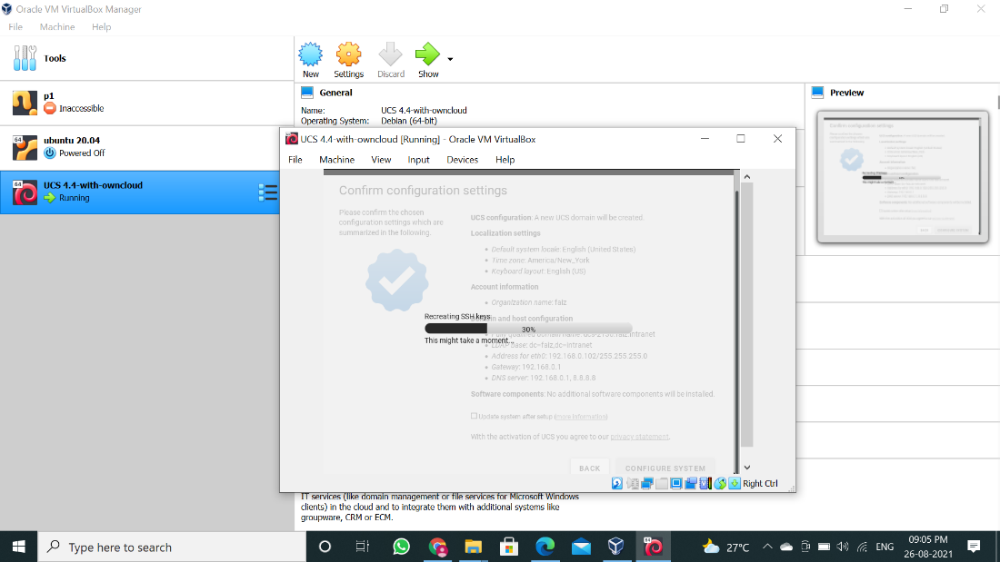 Oracle VM VirtualBox Manager
File Machine Help
Tools
New Settings Discard Show
p1
Inaccessible
64
ubuntu 20.04
Powered Off
64
UCS 4.4-with-owncloud
Running
General
Name: UCS 4.4-with-owncloud
Operating System: Debian (64-bit)
Preview
UCS 4.4-with-owncloud [Running] - Oracle VM VirtualBox
File Machine View Input Devices Help
Confirm configuration settings
Please confirm the chosen
configuration settings which are
summarized in the following.
UCS configuration: A new UCS domain will be created.
Localization settings
Default system locale: English (United States)
Time zone: America/New_York
Keyboard layout: English (US)
Account information
Organization name: faiz
Recreating SSH keys
and host configuration
30%
This might take a moment...
LDAP base: dc=faiz,dc=intranet
Address for eth0: 192.168.0.102/255.255.255.0
Gateway: 192.168.0.1
DNS server: 192.168.0.1, 8.8.8.8
Software components: No additional software components will be installed.
Update system after setup (more information)
With the activation of UCS you agree to our privacy statement.
BACK CONFIGURE SYSTEM
Right Ctrl
IT services (like domain management or file services for Microsoft Windows
clients) in the cloud and to integrate them with additional systems like
groupware, CRM or ECM.
Type here to search
27°C
ENG
09:05 PM
26-08-2021